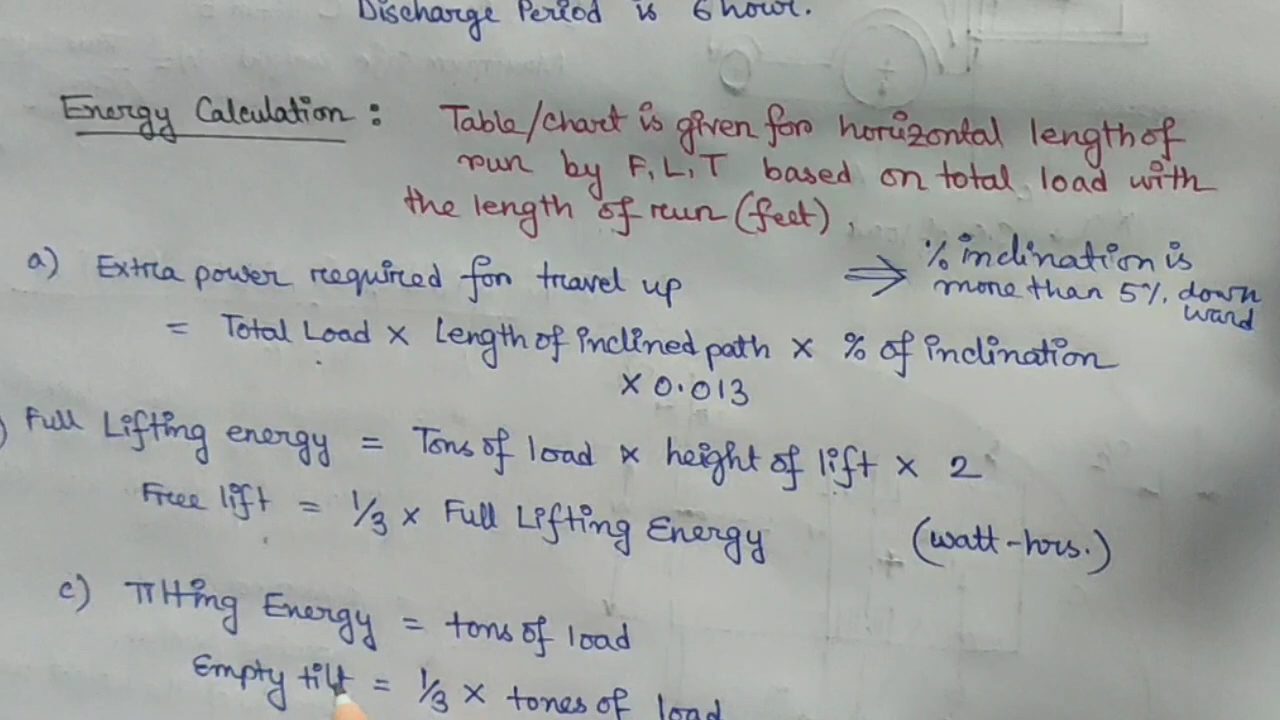 Discharge Period is 6 hour.
Energy Calculation : Table/chart is given for horizontal length of
run by F, L, T based on total load with
the length of run (feet),
a) Extra power required for travel up ⇒ % inclination is
more than 5%. down
ward
= Total Load × Length of inclined path × % of inclination
× 0.013
) Full Lifting energy = Tons of load × height of lift × 2
Free lift = 1/3 × Full Lifting Energy (watt-hors.)
c) Tilting Energy = tons of load
Empty tilt = 1/3 × tones of load